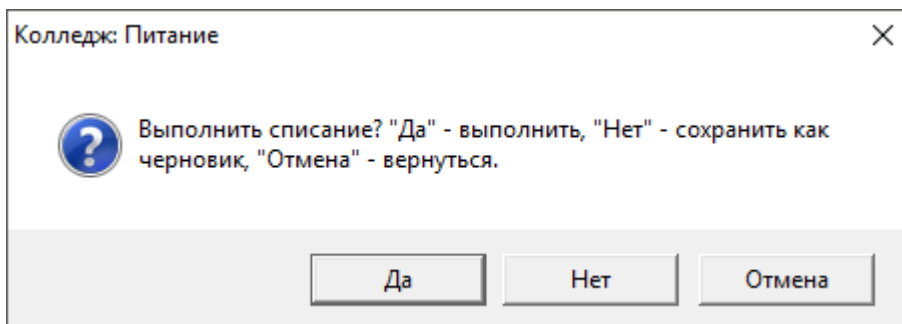 Колледж: Питание
Выполнить списание? "Да" - выполнить, "Нет" - сохранить как
черновик, "Отмена" - вернуться.
Да
Нет
Отмена